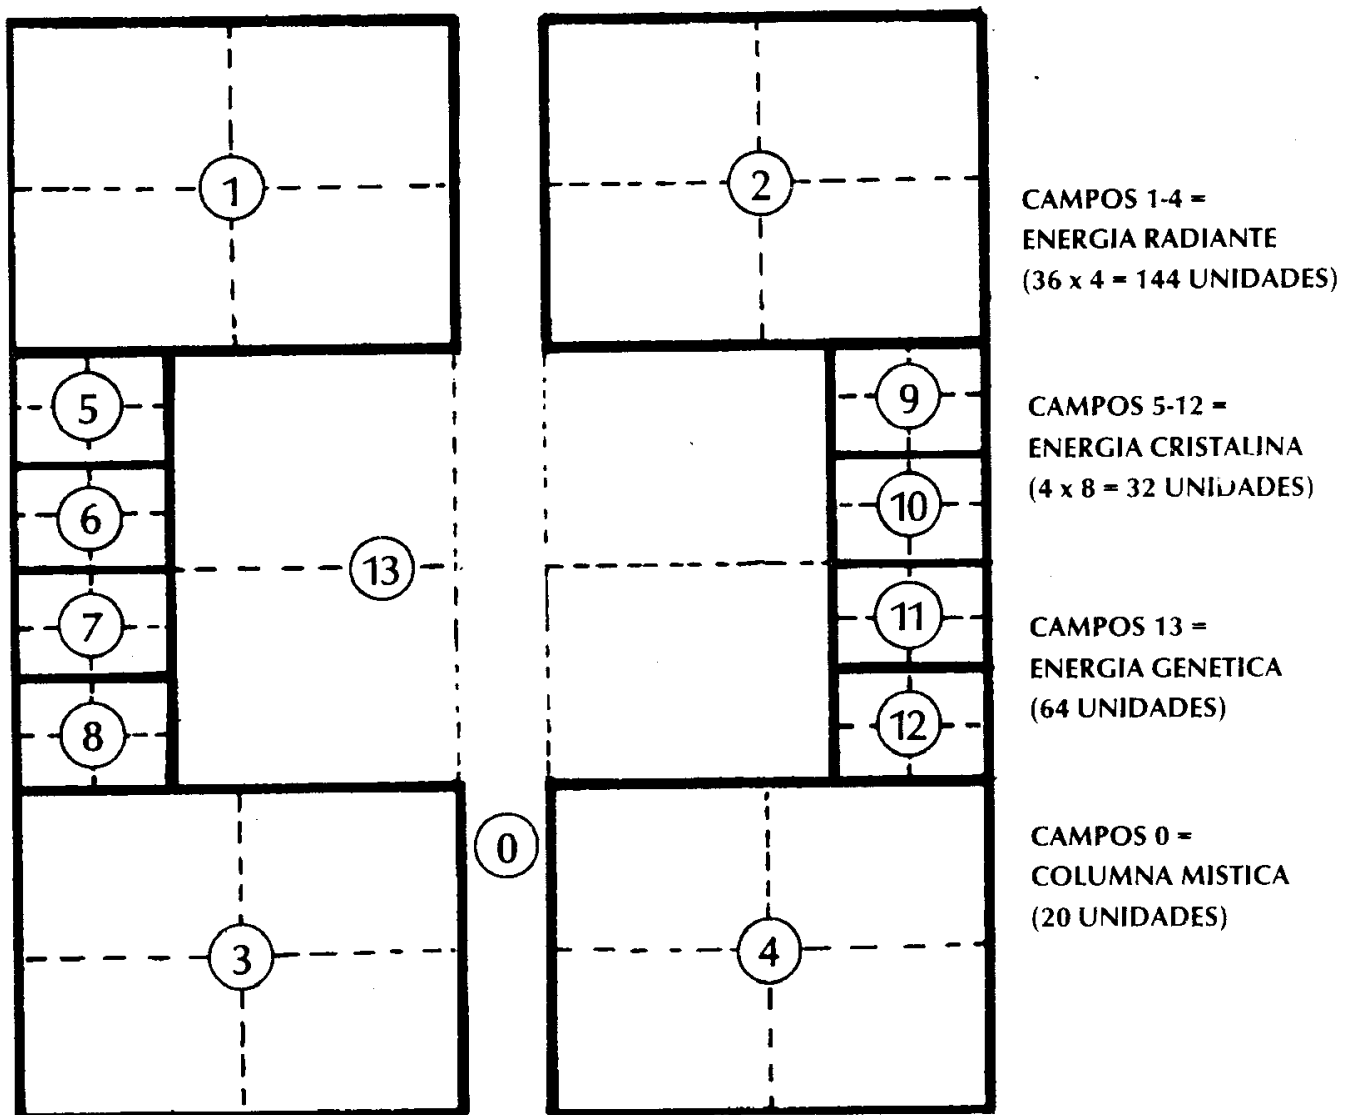 1
2
CAMPOS 1-4 =
ENERGIA RADIANTE
(36 x 4 = 144 UNIDADES)
5
6
7
8
13
9
10
11
12
CAMPOS 5-12 =
ENERGIA CRISTALINA
(4 x 8 = 32 UNIDADES)
CAMPOS 13 =
ENERGIA GENETICA
(64 UNIDADES)
0
3
4
CAMPOS 0 =
COLUMNA MISTICA
(20 UNIDADES)